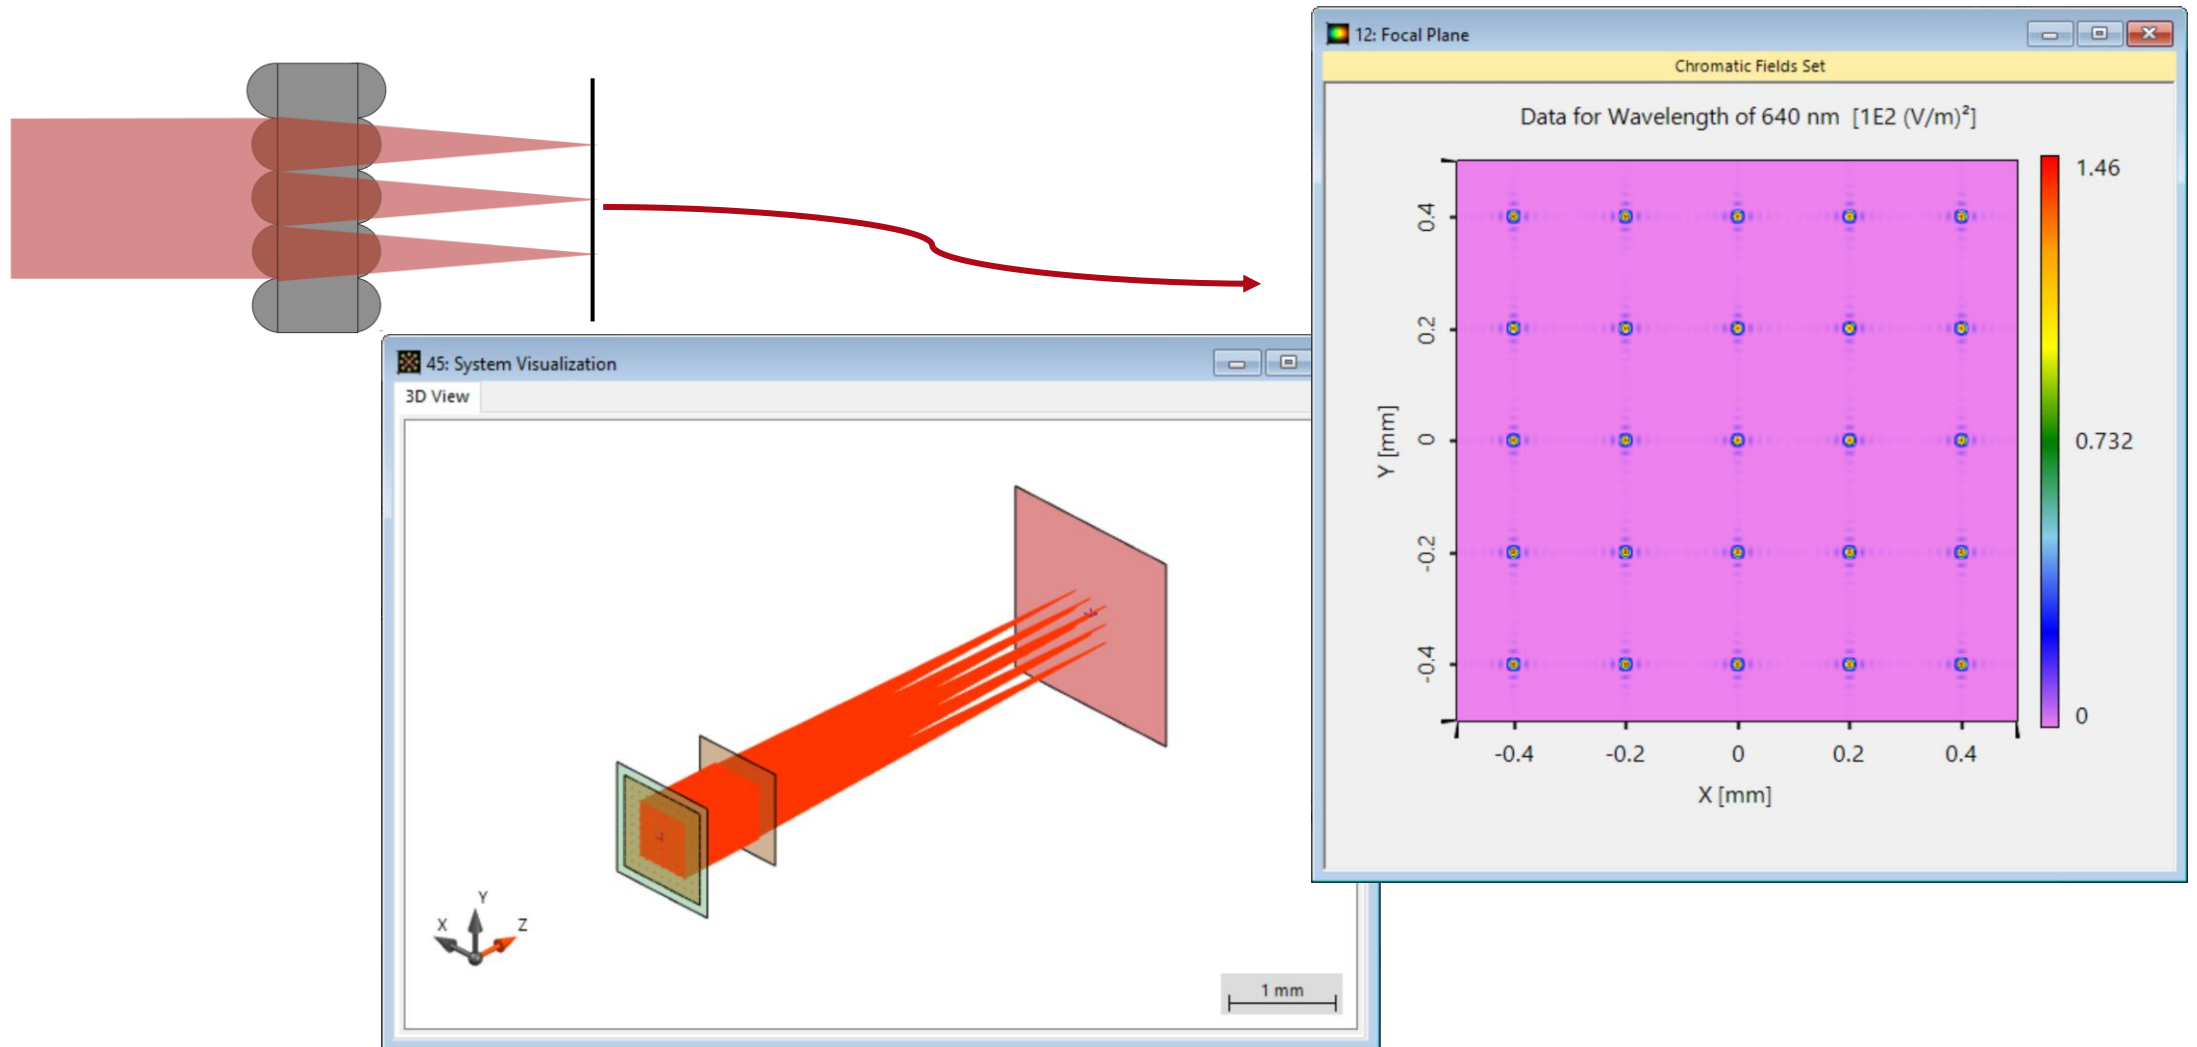 12: Focal Plane
Chromatic Fields Set
Data for Wavelength of 640 nm [1E2 (V/m)²]
1.46
0.732
0
0.4
0.2
0
-0.2
-0.4
Y [mm]
-0.4 -0.2 0 0.2 0.4
X [mm]
45: System Visualization
3D View
Y
X
Z
1 mm